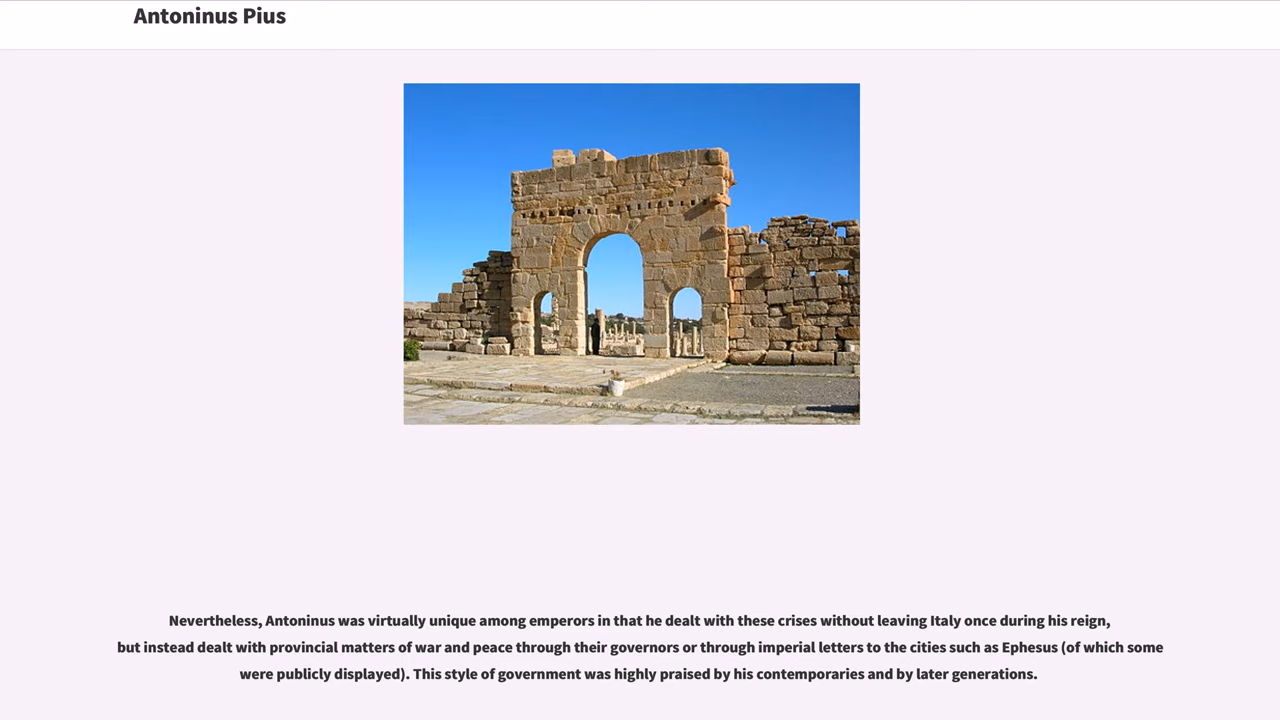 Antoninus Pius
Nevertheless, Antoninus was virtually unique among emperors in that he dealt with these crises without leaving Italy once during his reign,
but instead dealt with provincial matters of war and peace through their governors or through imperial letters to the cities such as Ephesus (of which some
were publicly displayed). This style of government was highly praised by his contemporaries and by later generations.